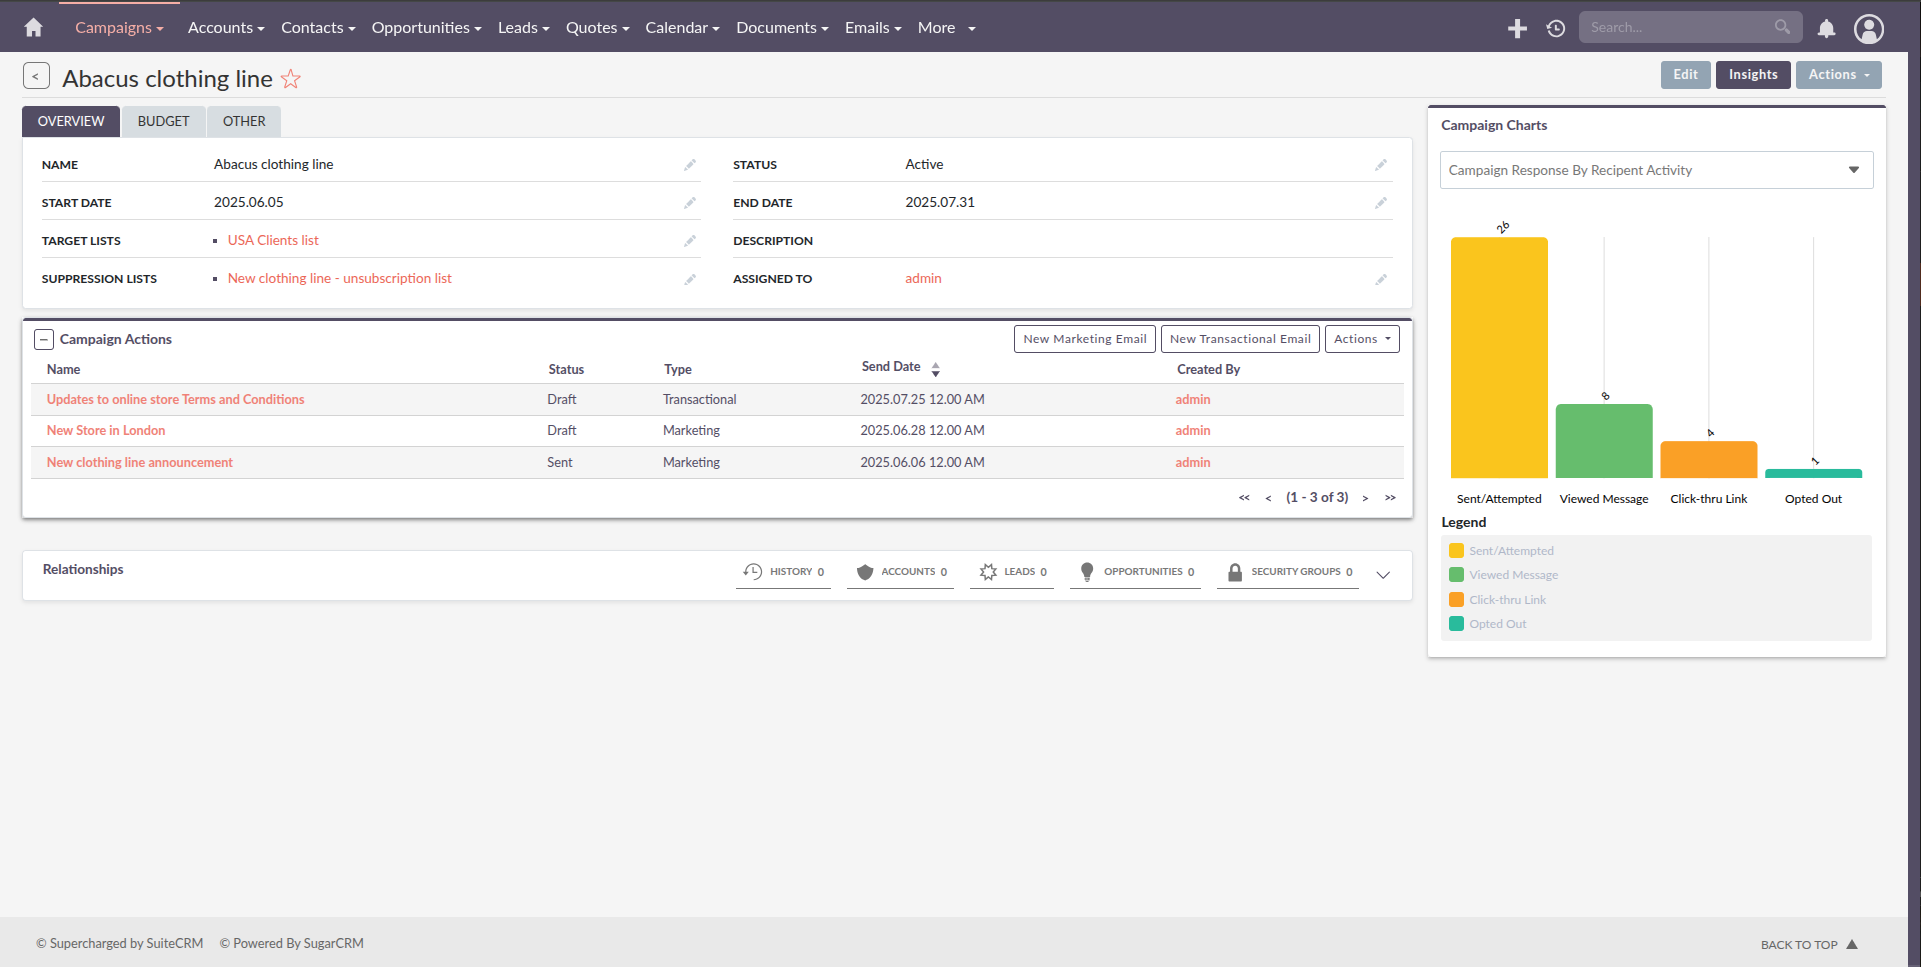 Campaigns Accounts Contacts Opportunities Leads Quotes Calendar Documents Emails More Search...
< Abacus clothing line Edit Insights Actions
OVERVIEW BUDGET OTHER
NAME Abacus clothing line STATUS Active
START DATE 2025.06.05 END DATE 2025.07.31
TARGET LISTS USA Clients list DESCRIPTION
SUPPRESSION LISTS New clothing line - unsubscription list ASSIGNED TO admin
Campaign Actions New Marketing Email New Transactional Email Actions
Name Status Type Send Date Created By
Updates to online store Terms and Conditions Draft Transactional 2025.07.25 12.00 AM admin
New Store in London Draft Marketing 2025.06.28 12.00 AM admin
New clothing line announcement Sent Marketing 2025.06.06 12.00 AM admin
<< < (1 - 3 of 3) > >>
Relationships HISTORY 0 ACCOUNTS 0 LEADS 0 OPPORTUNITIES 0 SECURITY GROUPS 0
Campaign Charts
Campaign Response By Recipent Activity
26
8
4
1
Sent/Attempted Viewed Message Click-thru Link Opted Out
Legend
Sent/Attempted
Viewed Message
Click-thru Link
Opted Out
© Supercharged by SuiteCRM © Powered By SugarCRM BACK TO TOP